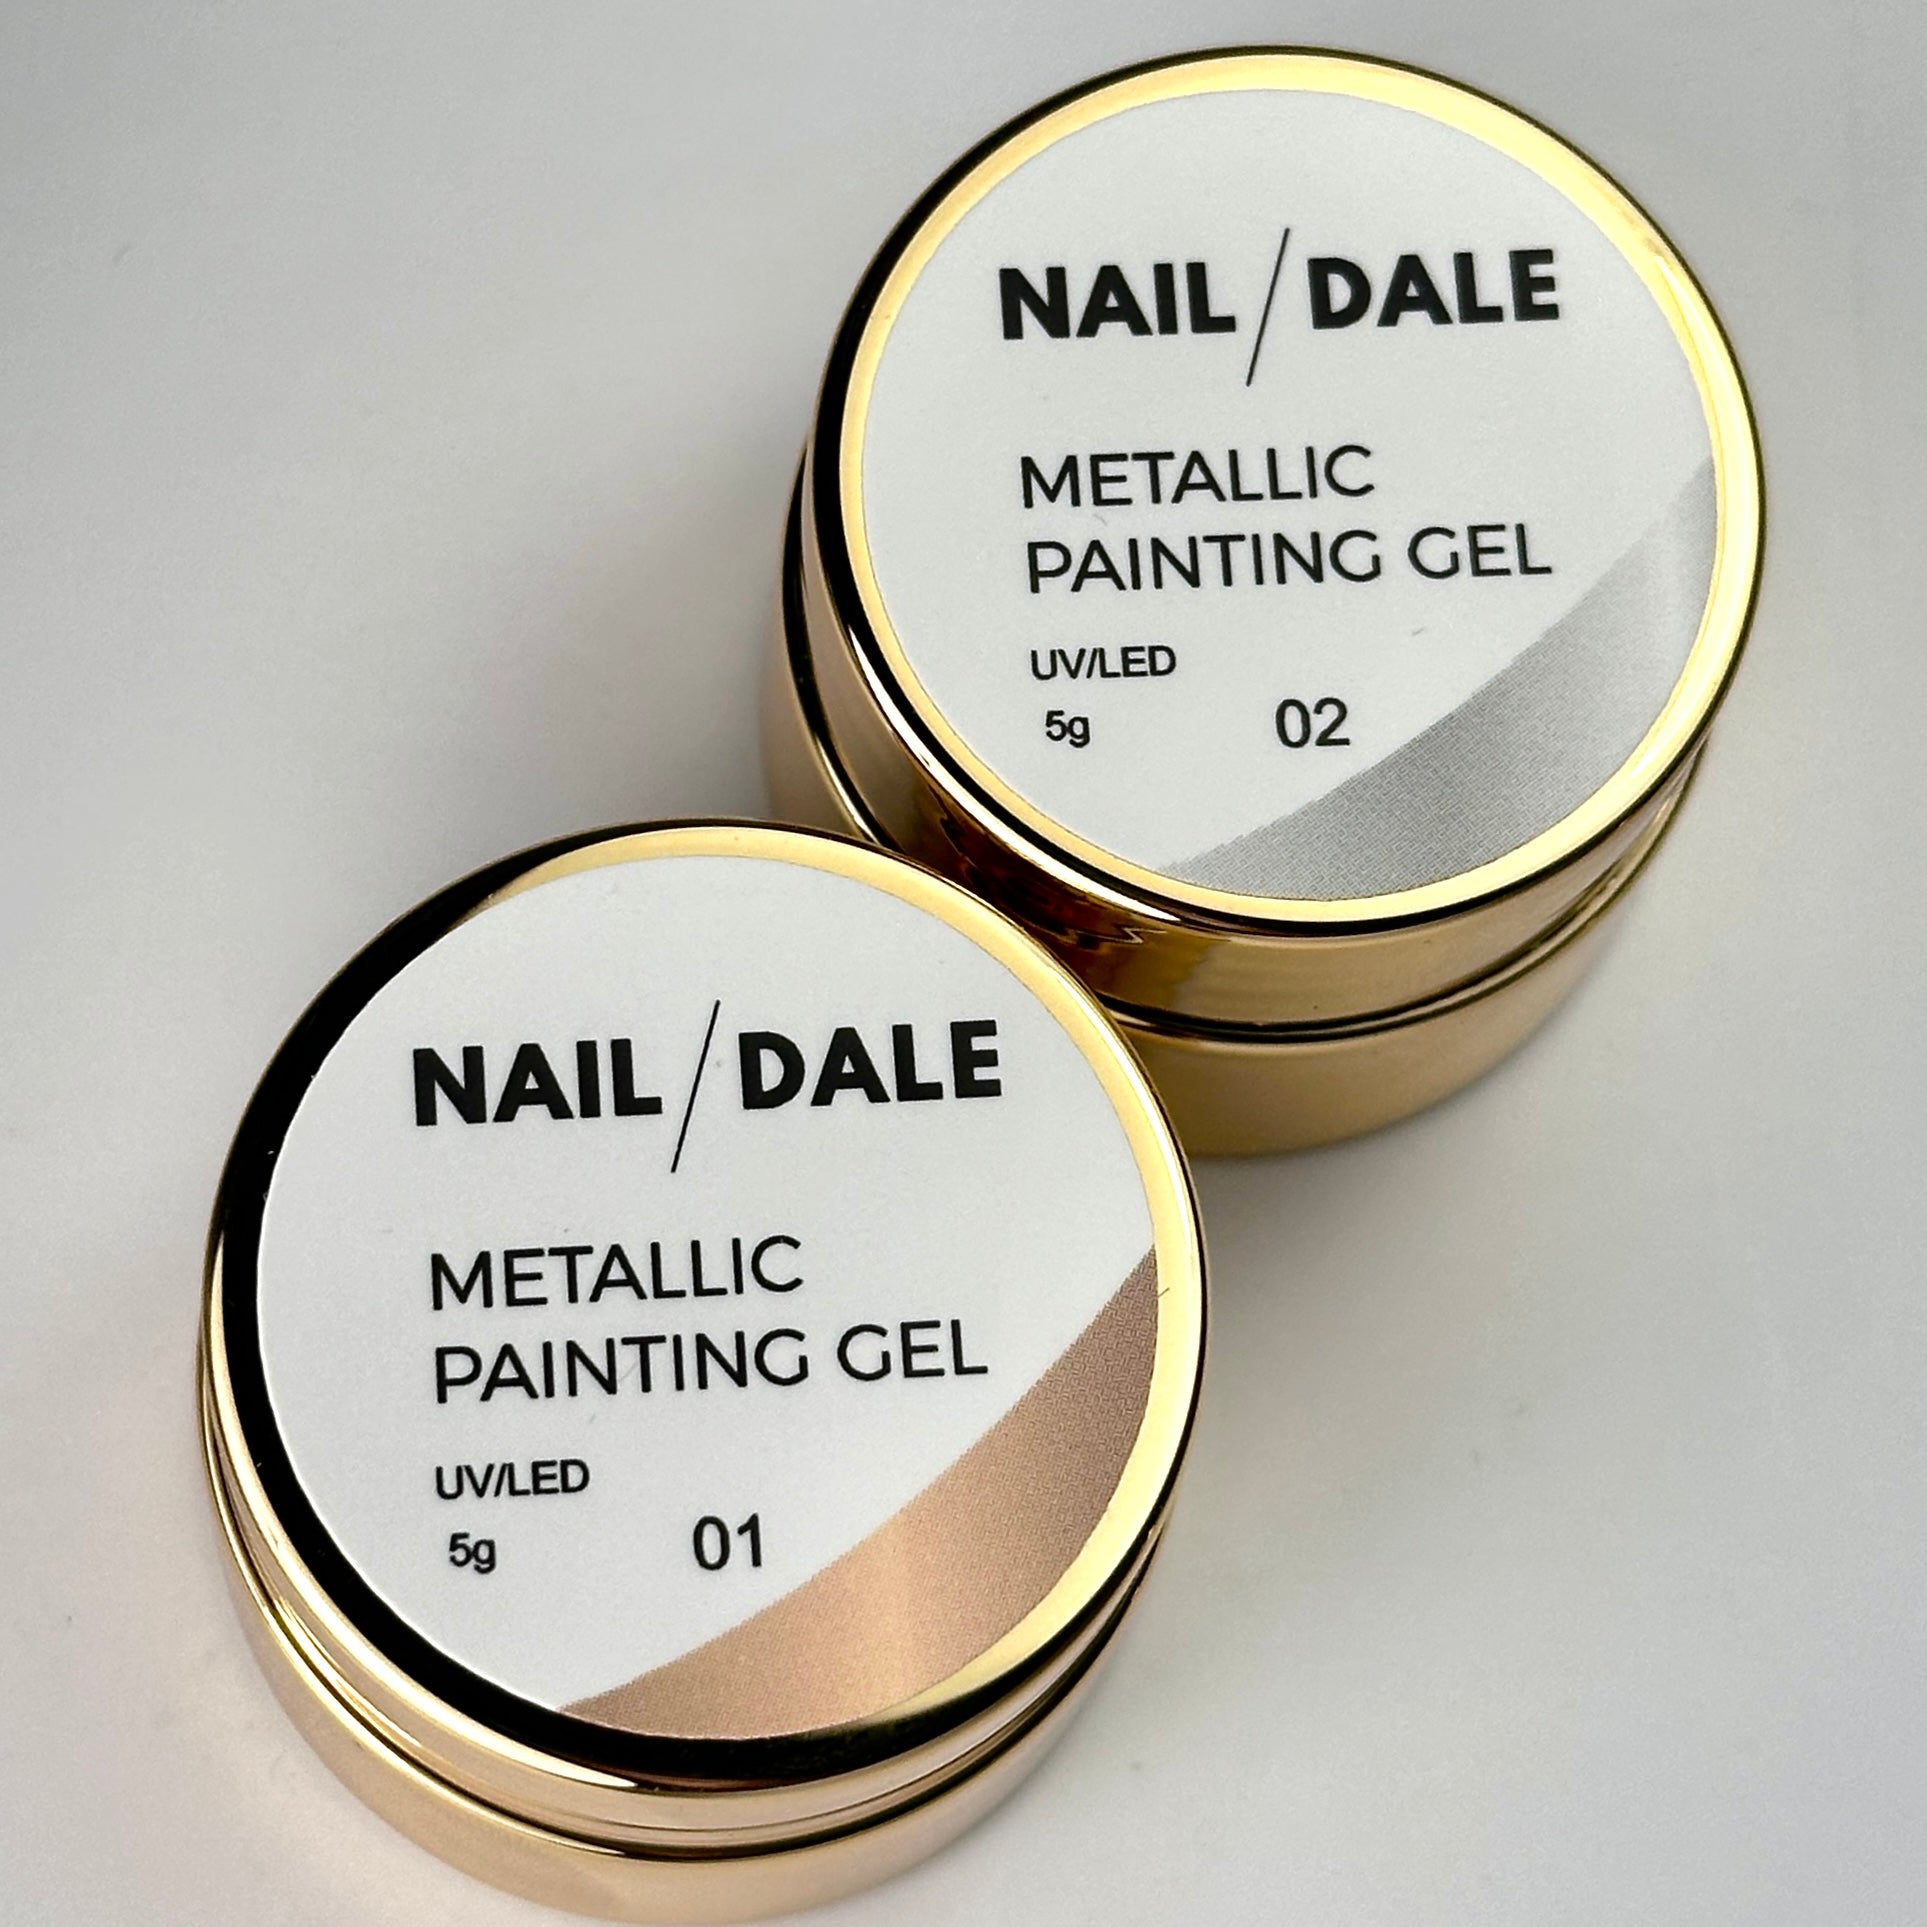 NAIL/DALE
METALLIC
PAINTING GEL
UV/LED
5g 02
NAIL/DALE
METALLIC
PAINTING GEL
UV/LED
5g 01